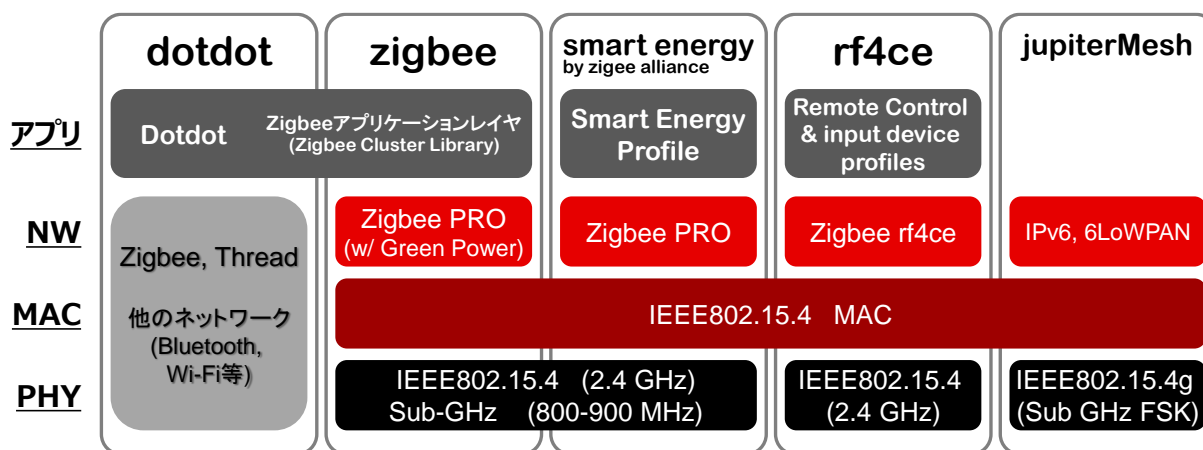 dotdot
zigbee
smart energy
by zigee alliance
rf4ce
jupiterMesh
アプリ
Dotdot
Zigbeeアプリケーションレイヤ
(Zigbee Cluster Library)
Smart Energy
Profile
Remote Control
& input device
profiles
NW
Zigbee, Thread
他のネットワーク
(Bluetooth,
Wi-Fi等)
Zigbee PRO
(w/ Green Power)
Zigbee PRO
Zigbee rf4ce
IPv6, 6LoWPAN
MAC
IEEE802.15.4 MAC
PHY
IEEE802.15.4 (2.4 GHz)
Sub-GHz (800-900 MHz)
IEEE802.15.4
(2.4 GHz)
IEEE802.15.4g
(Sub GHz FSK)